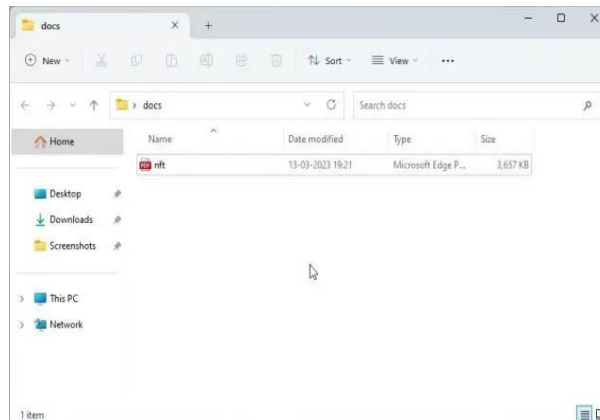 docs
New
Sort
View
docs
Search docs
Home
Name
Date modified
Type
Size
PDF
nft
13-03-2023 19:21
Microsoft Edge P...
3,657 KB
Desktop
Downloads
Screenshots
This PC
Network
1 item